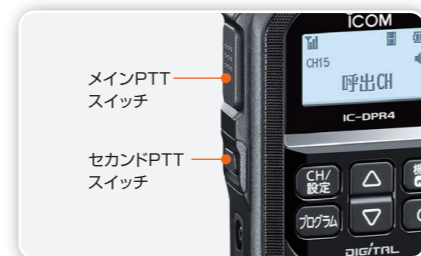 メインPTT
スイッチ
セカンドPTT
スイッチ
ICOM
CH15
呼出CH
IC-DPR4
CH/
設定
プログラム
DIGITAL